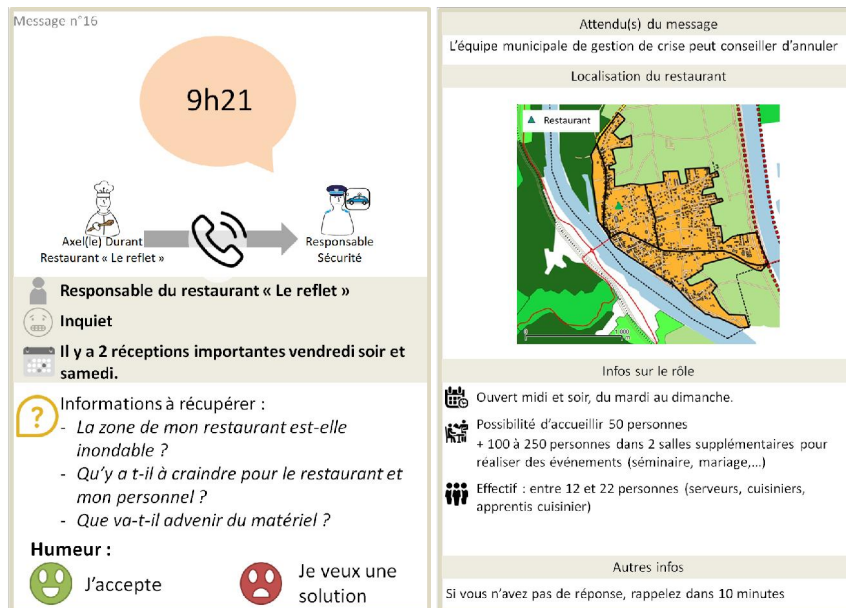 Message n°16
9h21
Axel(le) Durant
Restaurant « Le reflet »
Responsable
Sécurité
Responsable du restaurant « Le reflet »
Inquiet
Il y a 2 réceptions importantes vendredi soir et
samedi.
?
Informations à récupérer :
- La zone de mon restaurant est-elle
inondable ?
- Qu'y a t-il à craindre pour le restaurant et
mon personnel ?
- Que va-t-il advenir du matériel ?
Humeur :
J'accepte
Je veux une
solution
Attendu(s) du message
L'équipe municipale de gestion de crise peut conseiller d'annuler
Localisation du restaurant
Restaurant
Infos sur le rôle
Ouvert midi et soir, du mardi au dimanche.
Possibilité d'accueillir 50 personnes
+ 100 à 250 personnes dans 2 salles supplémentaires pour
réaliser des événements (séminaire, mariage,...)
Effectif : entre 12 et 22 personnes (serveurs, cuisiniers,
apprentis cuisinier)
Autres infos
Si vous n'avez pas de réponse, rappelez dans 10 minutes